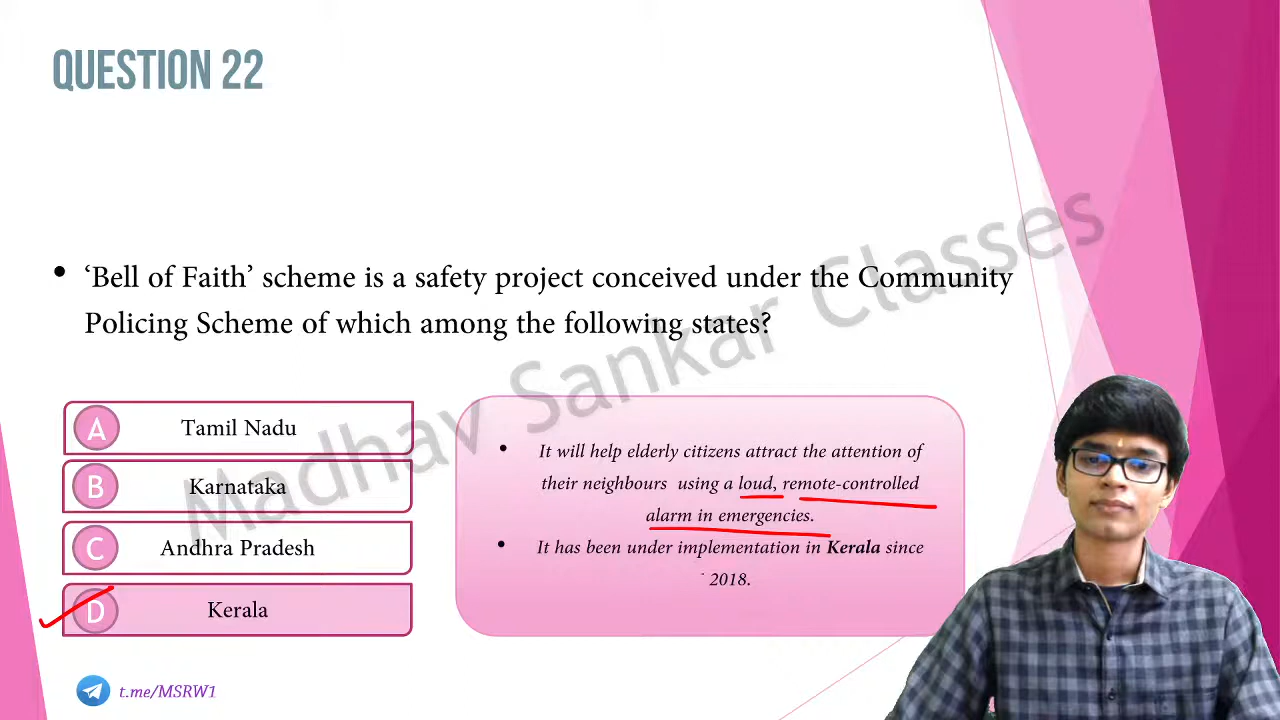 QUESTION 22
• ‘Bell of Faith’ scheme is a safety project conceived under the Community
Policing Scheme of which among the following states?
A Tamil Nadu
B Karnataka
C Andhra Pradesh
D Kerala
• It will help elderly citizens attract the attention of
their neighbours using a loud, remote-controlled
alarm in emergencies.
• It has been under implementation in Kerala since
2018.
Madhav Sankar Classes
t.me/MSRW1